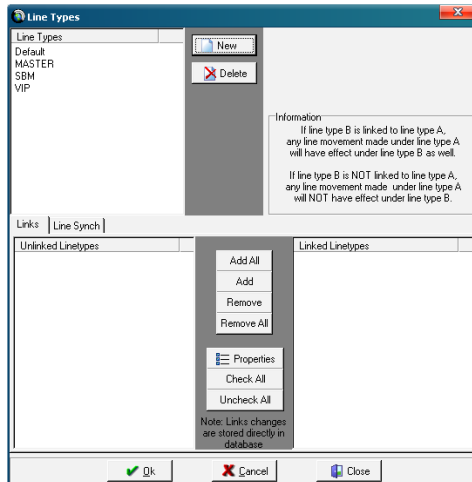 Line Types
Line Types
Default
MASTER
SBM
VIP
New
Delete
Information
If line type B is linked to line type A,
any line movement made under line type A
will have effect under line type B as well.
If line type B is NOT linked to line type A,
any line movement made under line type A
will NOT have effect under line type B.
Links
Line Synch
Unlinked Linetypes
Linked Linetypes
Add All
Add
Remove
Remove All
Properties
Check All
Uncheck All
Note: Links changes
are stored directly in
database
Ok
Cancel
Close